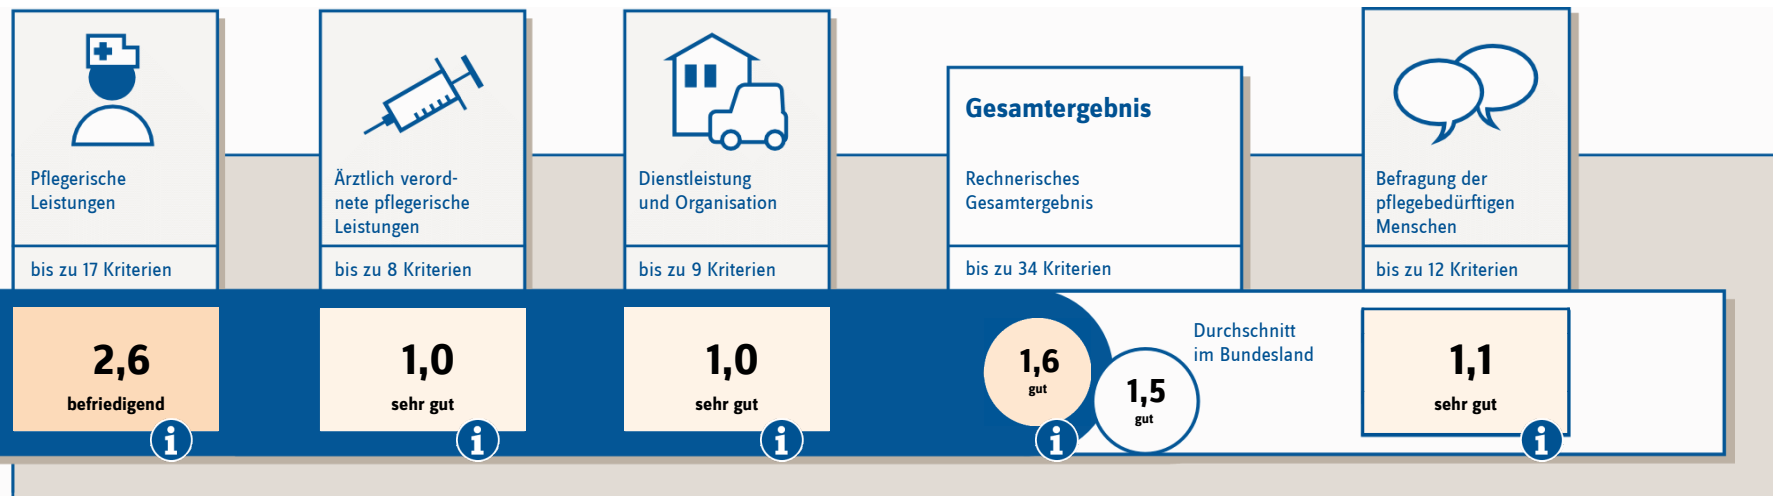 Pflegerische
Leistungen
bis zu 17 Kriterien
2,6
befriedigend
i
Ärztlich verord-
nete pflegerische
Leistungen
bis zu 8 Kriterien
1,0
sehr gut
i
Dienstleistung
und Organisation
bis zu 9 Kriterien
1,0
sehr gut
i
Gesamtergebnis
Rechnerisches
Gesamtergebnis
bis zu 34 Kriterien
1,6
gut
i
1,5
gut
Durchschnitt
im Bundesland
Befragung der
pflegebedürftigen
Menschen
bis zu 12 Kriterien
1,1
sehr gut
i